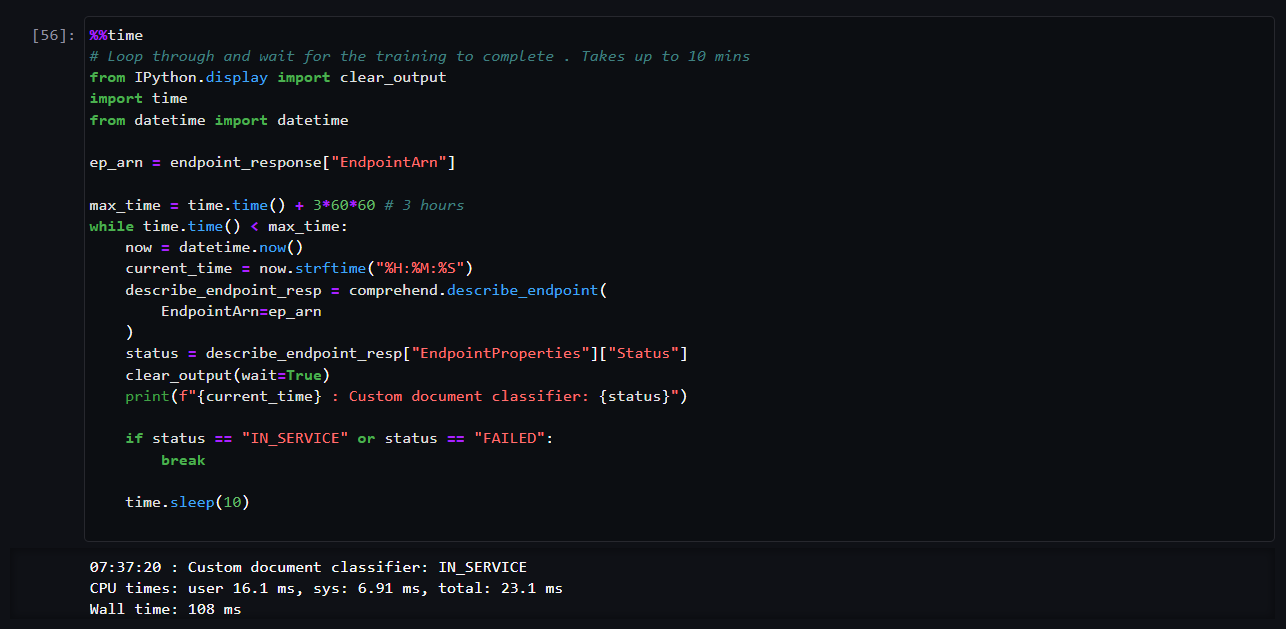 [56]: %%time
# Loop through and wait for the training to complete . Takes up to 10 mins
from IPython.display import clear_output
import time
from datetime import datetime

ep_arn = endpoint_response["EndpointArn"]

max_time = time.time() + 3*60*60 # 3 hours
while time.time() < max_time:
    now = datetime.now()
    current_time = now.strftime("%H:%M:%S")
    describe_endpoint_resp = comprehend.describe_endpoint(
        EndpointArn=ep_arn
    )
    status = describe_endpoint_resp["EndpointProperties"]["Status"]
    clear_output(wait=True)
    print(f"{current_time} : Custom document classifier: {status}")

    if status == "IN_SERVICE" or status == "FAILED":
        break

    time.sleep(10)

07:37:20 : Custom document classifier: IN_SERVICE
CPU times: user 16.1 ms, sys: 6.91 ms, total: 23.1 ms
Wall time: 108 ms